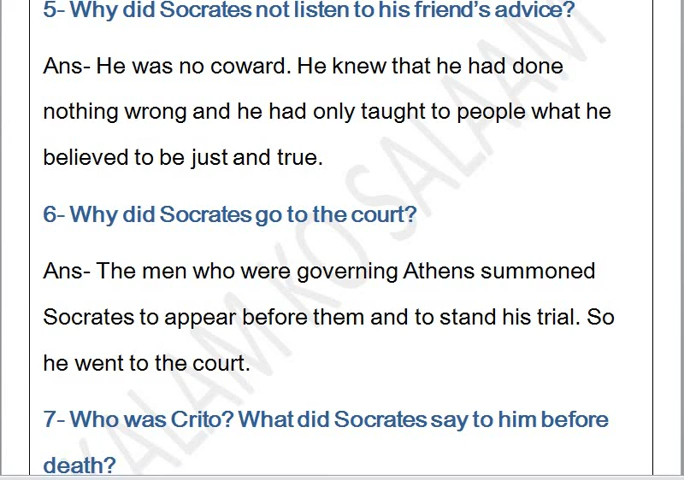 5- Why did Socrates not listen to his friend's advice?
Ans- He was no coward. He knew that he had done
nothing wrong and he had only taught to people what he
believed to be just and true.
6- Why did Socrates go to the court?
Ans- The men who were governing Athens summoned
Socrates to appear before them and to stand his trial. So
he went to the court.
7- Who was Crito? What did Socrates say to him before
death?
KALAM KO SALAAM